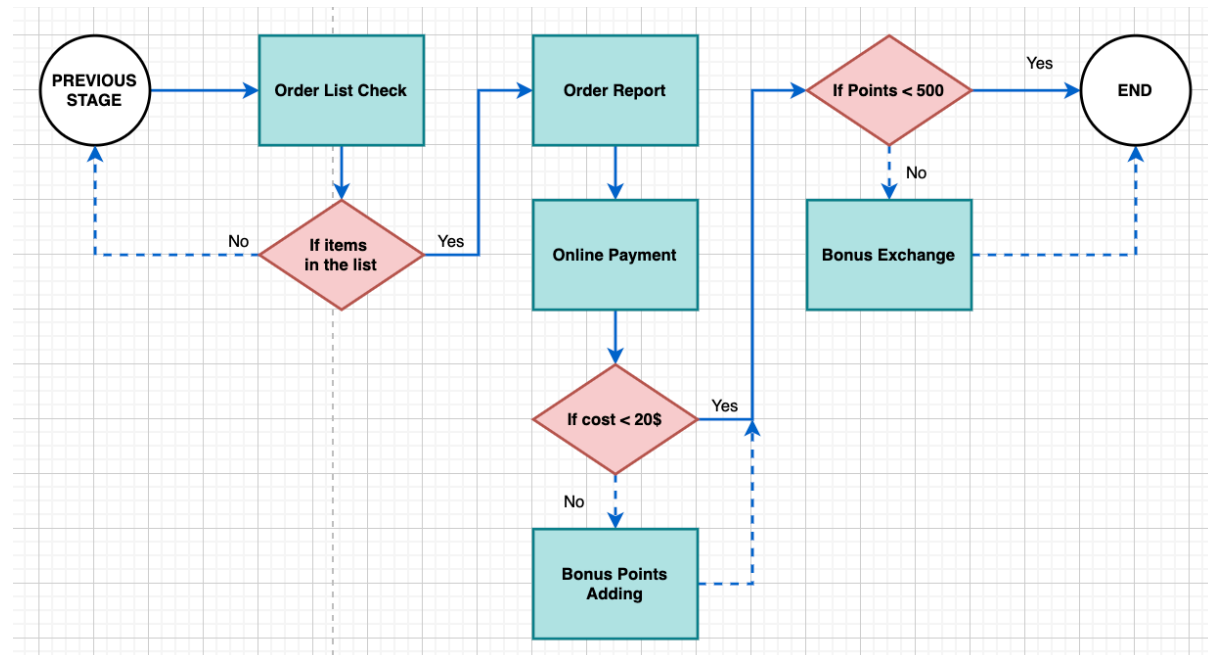 PREVIOUS
STAGE
Order List Check
If items
in the list
No
Yes
Order Report
Online Payment
If cost < 20$
Yes
No
Bonus Points
Adding
If Points < 500
Yes
No
Bonus Exchange
END